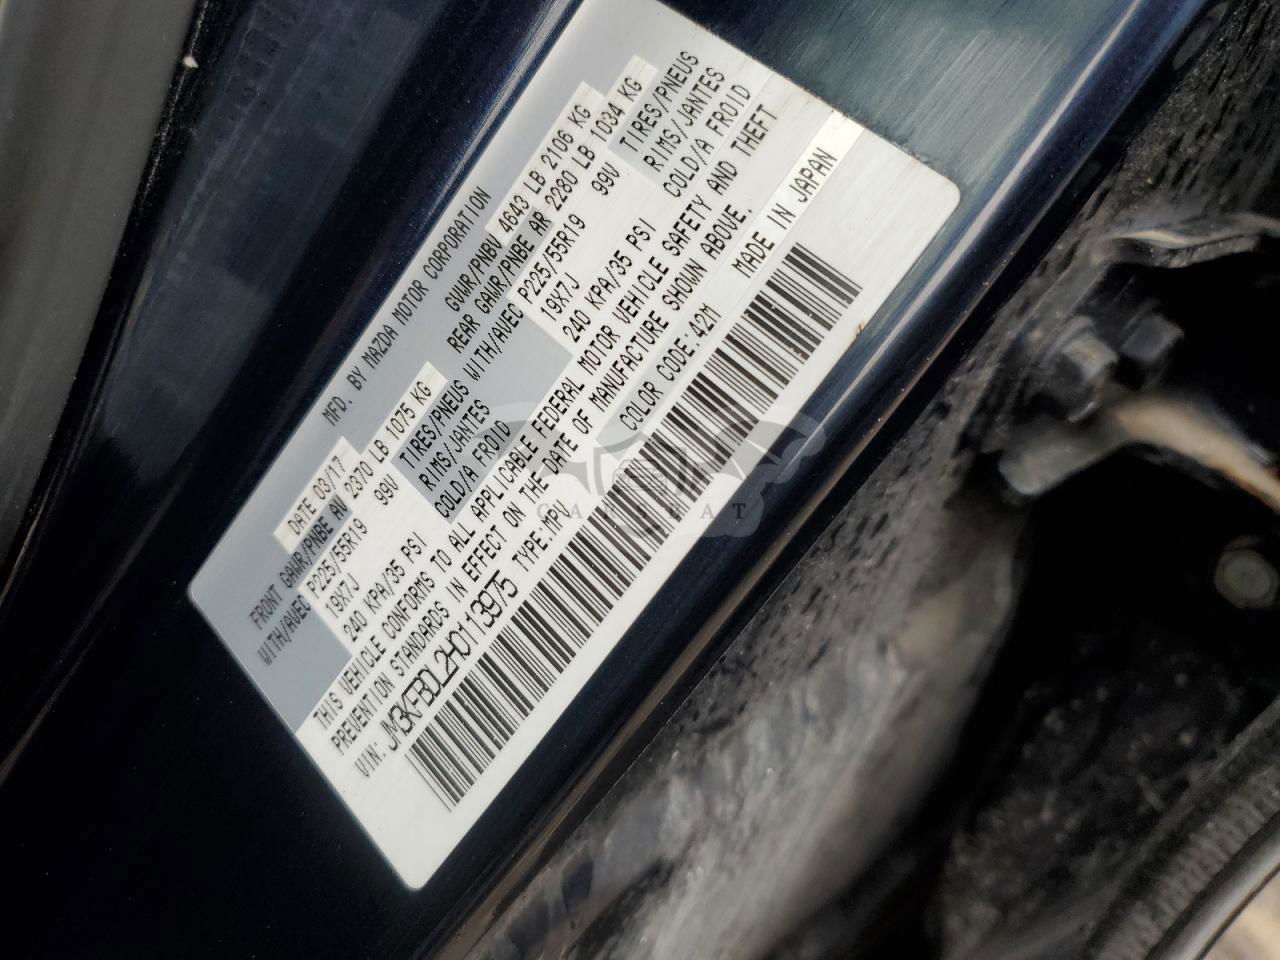 MFD. BY MAZDA MOTOR CORPORATION
DATE 03/17 GVWR/PNBV 4643 LB 2106 KG
FRONT GAWR/PNBE AV 2370 LB 1075 KG REAR GAWR/PNBE AR 2280 LB 1034 KG
WITH/AVEC P225/55R19 99V TIRES/PNEUS WITH/AVEC P225/55R19 99V TIRES/PNEUS
19X7J RIMS/JANTES 19X7J RIMS/JANTES
240 KPA/35 PSI COLD/A FROID 240 KPA/35 PSI COLD/A FROID
THIS VEHICLE CONFORMS TO ALL APPLICABLE FEDERAL MOTOR VEHICLE SAFETY AND THEFT
PREVENTION STANDARDS IN EFFECT ON THE DATE OF MANUFACTURE SHOWN ABOVE.
VIN: JM3KFBDL2H0113975 TYPE:MPV COLOR CODE:42M MADE IN JAPAN